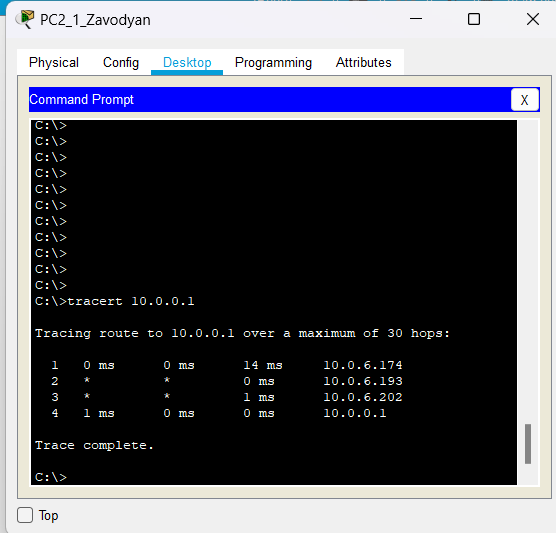 PC2_1_Zavodyan
Physical Config Desktop Programming Attributes
Command Prompt X
C:\>
C:\>
C:\>
C:\>
C:\>
C:\>
C:\>
C:\>
C:\>
C:\>
C:\>
C:\>tracert 10.0.0.1
Tracing route to 10.0.0.1 over a maximum of 30 hops:
1 0 ms 0 ms 14 ms 10.0.6.174
2 * * 0 ms 10.0.6.193
3 * * 1 ms 10.0.6.202
4 1 ms 0 ms 0 ms 10.0.0.1
Trace complete.
C:\>
Top